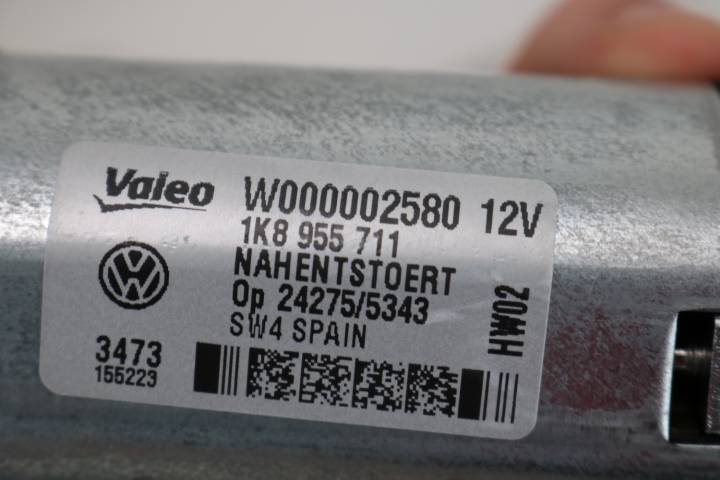 Valeo W000002580 12V
1K8 955 711
NAHENTSTOERT
Op 24275/5343
SW4 SPAIN
HW02
3473
155223